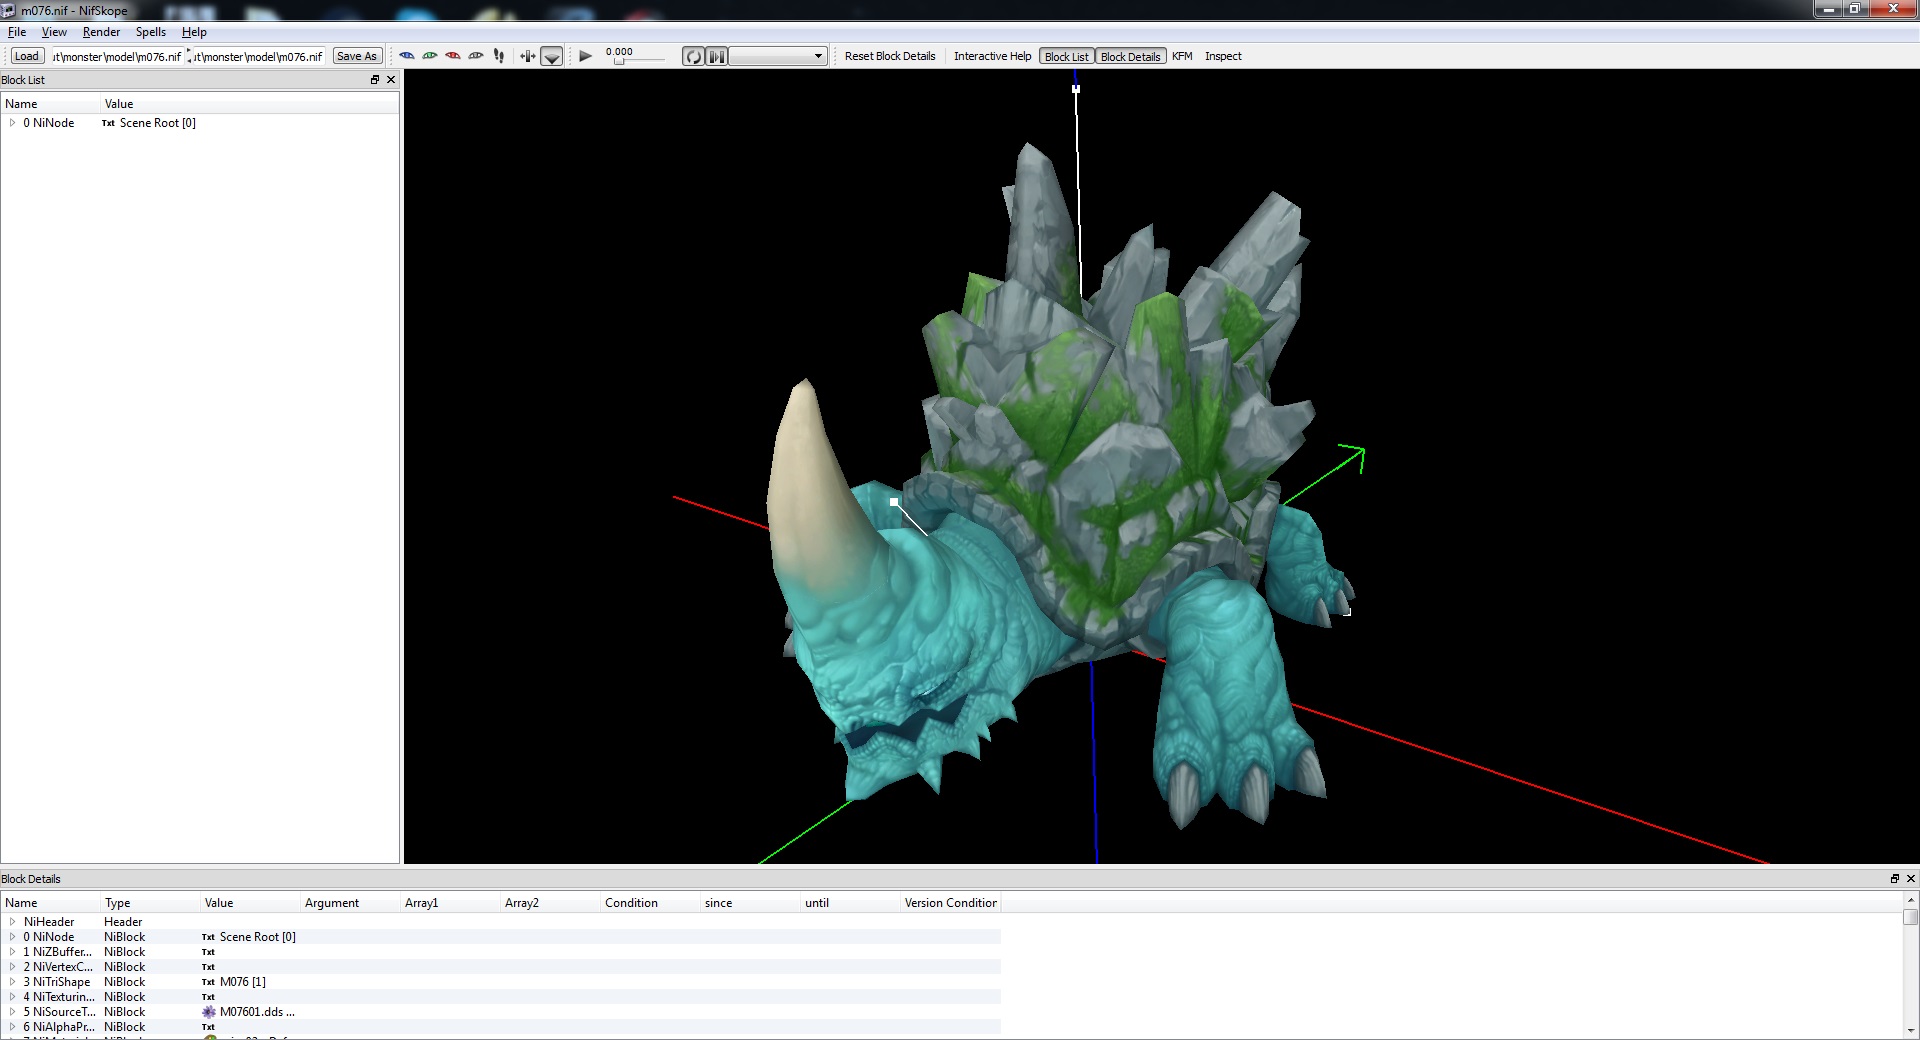 m076.nif - NifSkope
File View Render Spells Help
Load ıt\monster\model\m076.nif ıt\monster\model\m076.nif Save As 0.000 Reset Block Details Interactive Help Block List Block Details KFM Inspect
Block List
Name Value
0 NiNode Txt Scene Root [0]
Block Details
Name Type Value Argument Array1 Array2 Condition since until Version Condition
NiHeader Header
0 NiNode NiBlock Txt Scene Root [0]
1 NiZBuffer... NiBlock Txt
2 NiVertexC... NiBlock Txt
3 NiTriShape NiBlock Txt M076 [1]
4 NiTexturin... NiBlock Txt
5 NiSourceT... NiBlock M07601.dds ...
6 NiAlphaPr... NiBlock Txt